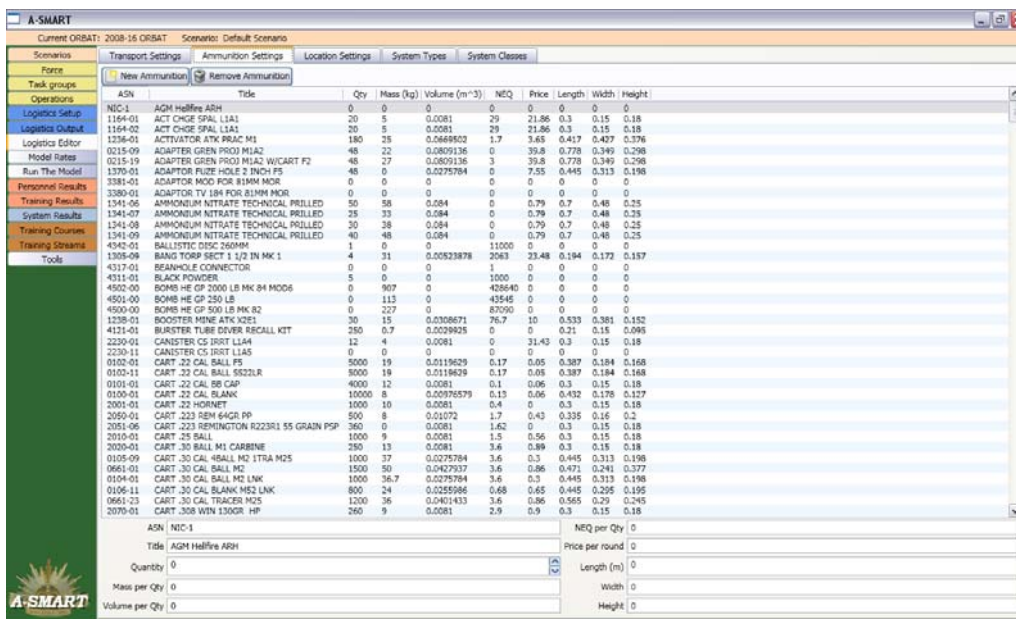 A-SMART
Current ORBAT: 2008-16 ORBAT Scenario: Default Scenario
Scenarios
Force
Task groups
Operations
Logistics Setup
Logistics Output
Logistics Editor
Model Rates
Run The Model
Personnel Results
Training Results
System Results
Training Courses
Training Streams
Tools
Transport Settings Ammunition Settings Location Settings System Types System Classes
New Ammunition Remove Ammunition
ASN Title Qty Mass (kg) Volume (m^3) NEQ Price Length Width Height
NIC-1 AGM Hellfire ARH 0 0 0 0 0 0 0 0
1164-01 ACT CHGE SPAL L1A1 20 5 0.0081 29 21.86 0.3 0.15 0.18
1164-02 ACT CHGE SPAL L1A1 20 5 0.0081 29 21.86 0.3 0.15 0.18
1236-01 ACTIVATOR ATK PRAC M1 180 25 0.0669502 1.7 3.65 0.417 0.427 0.376
0215-09 ADAPTER GREN PROJ M1A2 48 22 0.0809136 0 39.8 0.778 0.349 0.298
0215-19 ADAPTER GREN PROJ M1A2 W/CART F2 48 27 0.0809136 3 39.8 0.778 0.349 0.298
1370-01 ADAPTOR FUZE HOLE 2 INCH F5 48 0 0.0275784 0 7.55 0.445 0.313 0.198
3381-01 ADAPTOR MOD FOR 81MM MOR 0 0 0 0 0 0 0 0
3380-01 ADAPTOR TV 184 FOR 81MM MOR 0 0 0 0 0 0 0 0
1341-06 AMMONIUM NITRATE TECHNICAL PRILLED 50 58 0.084 0 0.79 0.7 0.48 0.25
1341-07 AMMONIUM NITRATE TECHNICAL PRILLED 25 33 0.084 0 0.79 0.7 0.48 0.25
1341-08 AMMONIUM NITRATE TECHNICAL PRILLED 30 38 0.084 0 0.79 0.7 0.48 0.25
1341-09 AMMONIUM NITRATE TECHNICAL PRILLED 40 48 0.084 0 0.79 0.7 0.48 0.25
4342-01 BALLISTIC DISC 260MM 1 0 0 11000 0 0 0 0
1305-09 BANG TORP SECT 1 1/2 IN MK 1 4 31 0.00523878 2063 23.48 0.194 0.172 0.157
4317-01 BEANHOLE CONNECTOR 0 0 0 1 0 0 0 0
4311-01 BLACK POWDER 5 0 0 1000 0 0 0 0
4502-00 BOMB HE GP 2000 LB MK 84 MOD6 0 907 0 428640 0 0 0 0
4501-00 BOMB HE GP 250 LB 0 113 0 43545 0 0 0 0
4500-00 BOMB HE GP 500 LB MK 82 0 227 0 87090 0 0 0 0
1238-01 BOOSTER MINE ATK X2E1 30 15 0.0308671 76.7 10 0.533 0.381 0.152
4121-01 BURSTER TUBE DIVER RECALL KIT 250 0.7 0.0029925 0 0 0.21 0.15 0.095
2230-01 CANISTER CS IRRT L1A4 12 4 0.0081 0 31.43 0.3 0.15 0.18
2230-11 CANISTER CS IRRT L1A5 0 0 0 0 0 0 0 0
0102-01 CART .22 CAL BALL F5 5000 19 0.0119629 0.17 0.05 0.387 0.184 0.168
0102-11 CART .22 CAL BALL SS22LR 5000 19 0.0119629 0.17 0.05 0.387 0.184 0.168
0101-01 CART .22 CAL BB CAP 4000 12 0.0081 0.1 0.06 0.3 0.15 0.18
0100-01 CART .22 CAL BLANK 10000 8 0.00976579 0.13 0.06 0.432 0.178 0.127
2001-01 CART .22 HORNET 1000 10 0.0081 0.4 0 0.3 0.15 0.18
2050-01 CART .223 REM 64GR PP 500 8 0.01072 1.7 0.43 0.335 0.16 0.2
2051-06 CART .223 REMINGTON R223R1 55 GRAIN PSP 360 0 0.0081 1.62 0 0.3 0.15 0.18
2010-01 CART .25 BALL 1000 9 0.0081 1.5 0.56 0.3 0.15 0.18
2020-01 CART .30 BALL M1 CARBINE 250 13 0.0081 3.6 0.89 0.3 0.15 0.18
0105-09 CART .30 CAL 4BALL M2 1TRA M25 1000 37 0.0275784 3.6 0.3 0.445 0.313 0.198
0661-01 CART .30 CAL BALL M2 1500 50 0.0427937 3.6 0.86 0.471 0.241 0.377
0104-01 CART .30 CAL BALL M2 LNK 1000 36.7 0.0275784 3.6 0.3 0.445 0.313 0.198
0106-11 CART .30 CAL BLANK M52 LNK 800 24 0.0255986 0.68 0.65 0.445 0.295 0.195
0661-23 CART .30 CAL TRACER M25 1200 36 0.0401433 3.6 0.86 0.565 0.29 0.245
2070-01 CART .308 WIN 130GR HP 260 9 0.0081 2.9 0.9 0.3 0.15 0.18
ASN NIC-1 NEQ per Qty 0
Title AGM Hellfire ARH Price per round 0
Quantity 0 Length (m) 0
Mass per Qty 0 Width 0
Volume per Qty 0 Height 0
A-SMART